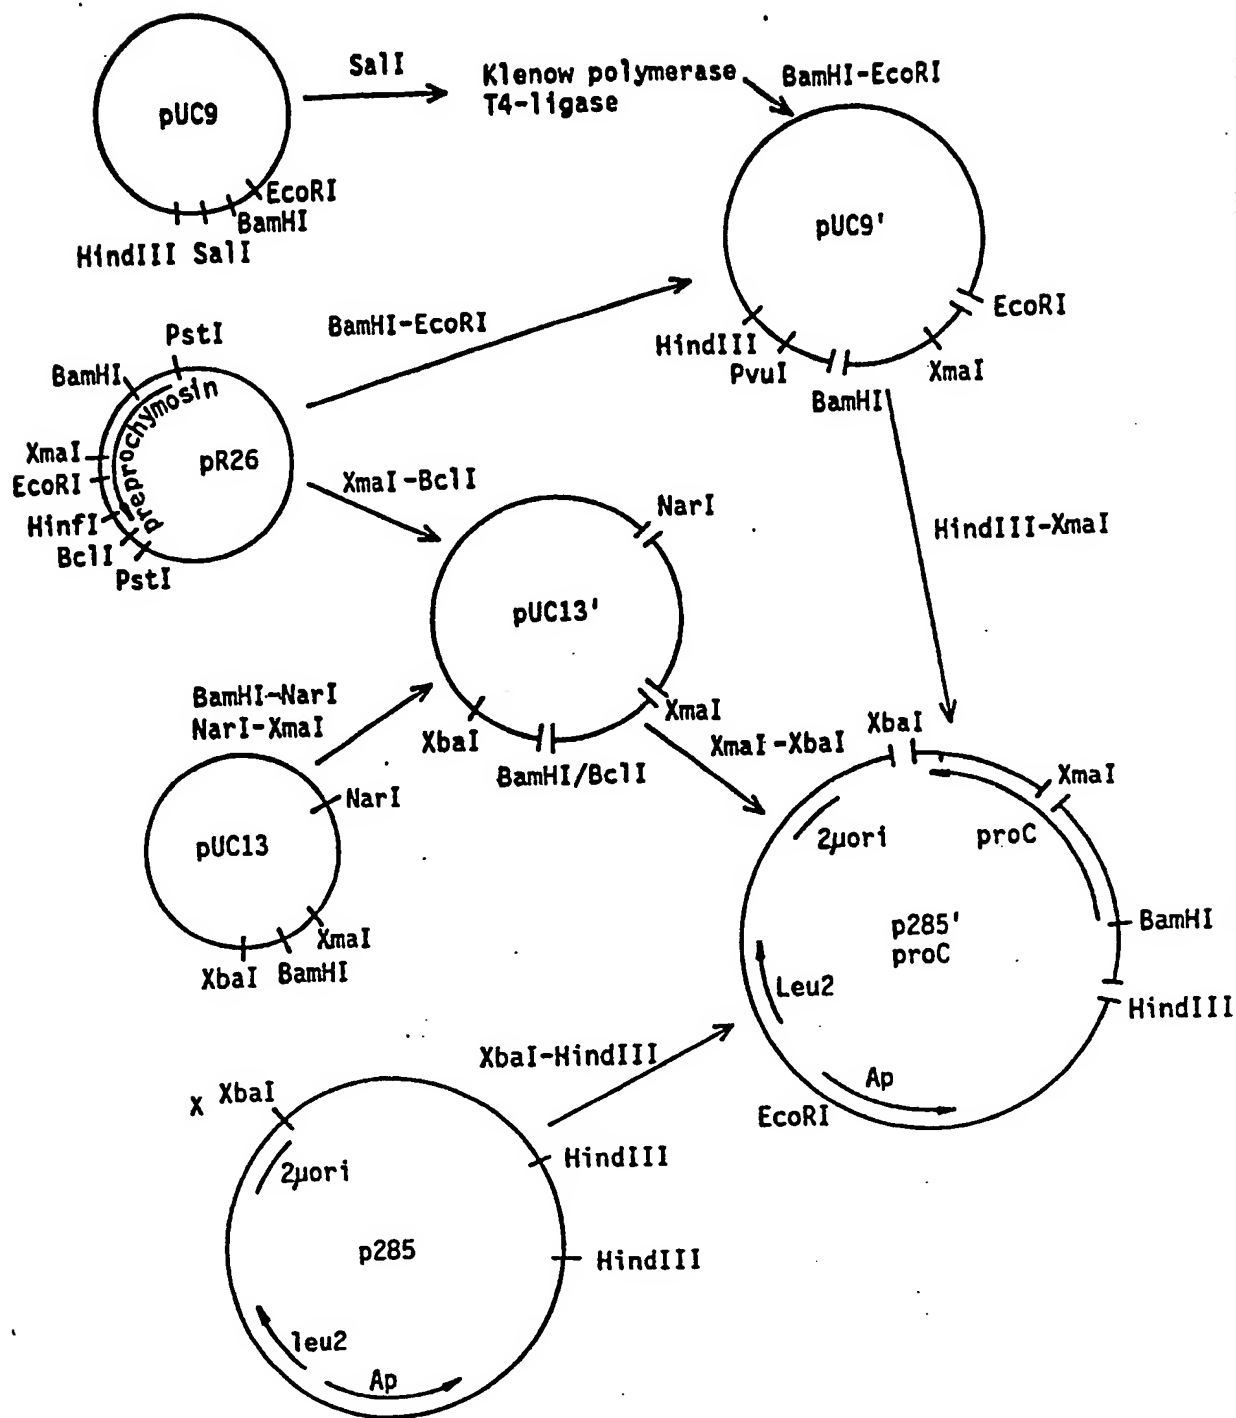 SalI
Klenow polymerase
T4-ligase
BamHI-EcoRI
pUC9
EcoRI
BamHI
HindIII SalI
pUC9'
EcoRI
HindIII
PvuI
XmaI
BamHI
BamHI-EcoRI
PstI
BamHI
preprochymosin
XmaI
EcoRI
pR26
HinfI
BclI
PstI
XmaI-BclI
NarI
HindIII-XmaI
pUC13'
BamHI-NarI
NarI-XmaI
XbaI
XmaI
BamHI/BclI
XmaI-XbaI
XbaI
XmaI
NarI
pUC13
XmaI
XbaI BamHI
2µori
proC
p285'
proC
BamHI
Leu2
HindIII
Ap
EcoRI
XbaI-HindIII
X XbaI
2µori
HindIII
p285
HindIII
leu2
Ap